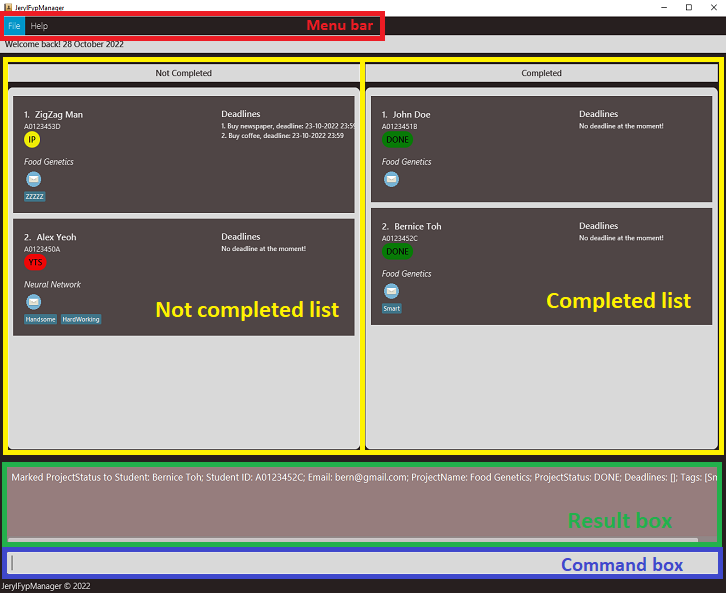 JerylFypManager
File Help Menu bar
Welcome back! 28 October 2022
Not Completed
1. ZigZag Man
A0123453D
IP
Food Genetics
zzzzz
Deadlines
1. Buy newspaper, deadline: 23-10-2022 23:59
2. Buy coffee, deadline: 23-10-2022 23:59
2. Alex Yeoh
A0123450A
YTS
Neural Network
Handsome HardWorking
Deadlines
No deadline at the moment!
Not completed list
Completed
1. John Doe
A0123451B
DONE
Food Genetics
Deadlines
No deadline at the moment!
2. Bernice Toh
A0123452C
DONE
Food Genetics
Smart
Deadlines
No deadline at the moment!
Completed list
Marked ProjectStatus to Student: Bernice Toh; Student ID: A0123452C; Email: bern@gmail.com; ProjectName: Food Genetics; ProjectStatus: DONE; Deadlines: []; Tags: [Sm
Result box
Command box
JerylFypManager © 2022